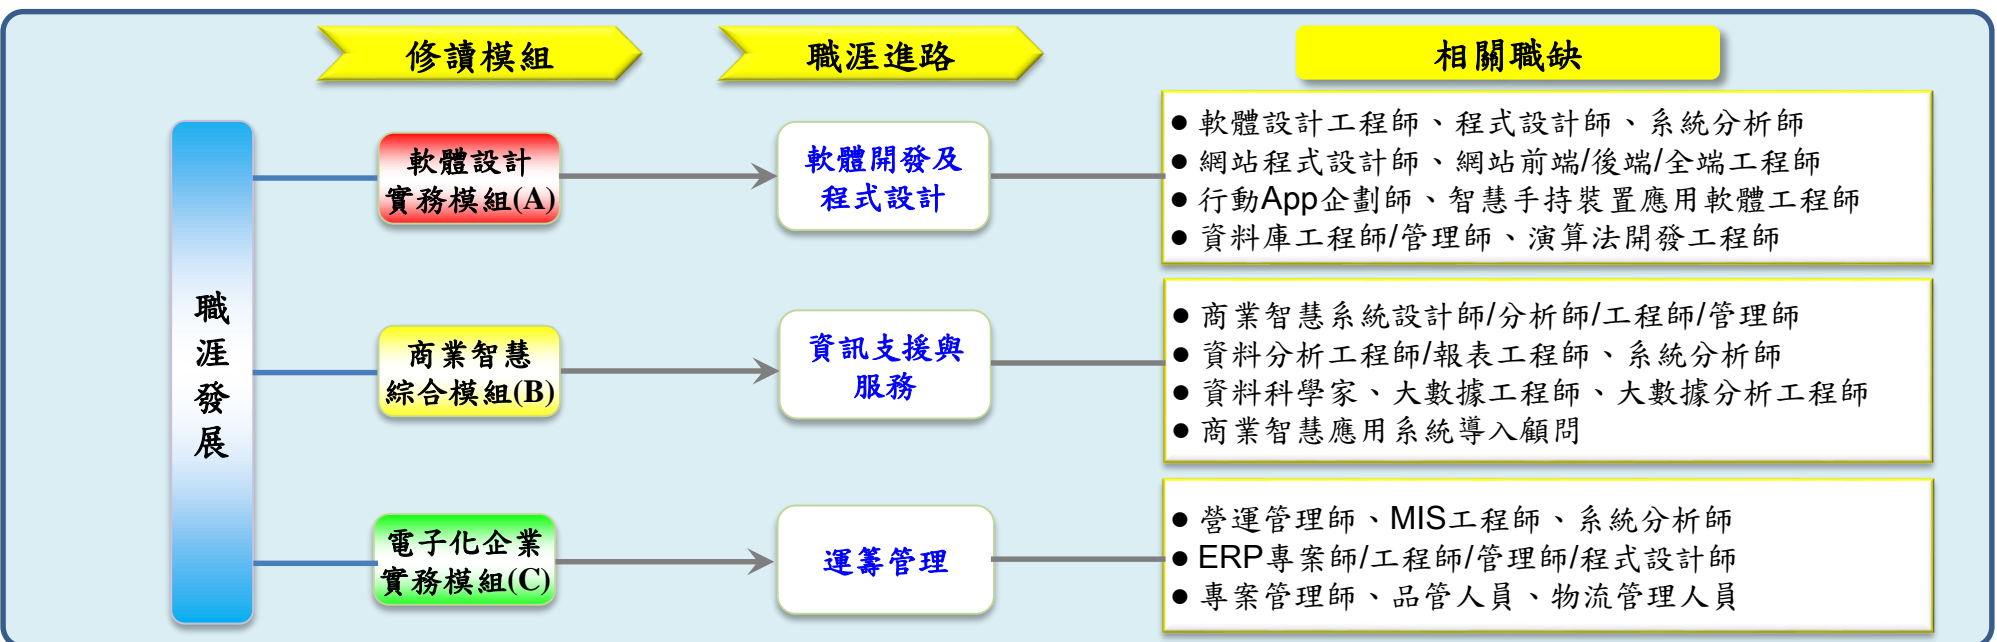 修讀模組
職涯進路
相關職缺
職涯發展
軟體設計
實務模組(A)
軟體開發及
程式設計
● 軟體設計工程師、程式設計師、系統分析師
● 網站程式設計師、網站前端/後端/全端工程師
● 行動App企劃師、智慧手持裝置應用軟體工程師
● 資料庫工程師/管理師、演算法開發工程師
商業智慧
綜合模組(B)
資訊支援與
服務
● 商業智慧系統設計師/分析師/工程師/管理師
● 資料分析工程師/報表工程師、系統分析師
● 資料科學家、大數據工程師、大數據分析工程師
● 商業智慧應用系統導入顧問
電子化企業
實務模組(C)
運籌管理
● 營運管理師、MIS工程師、系統分析師
● ERP專案師/工程師/管理師/程式設計師
● 專案管理師、品管人員、物流管理人員